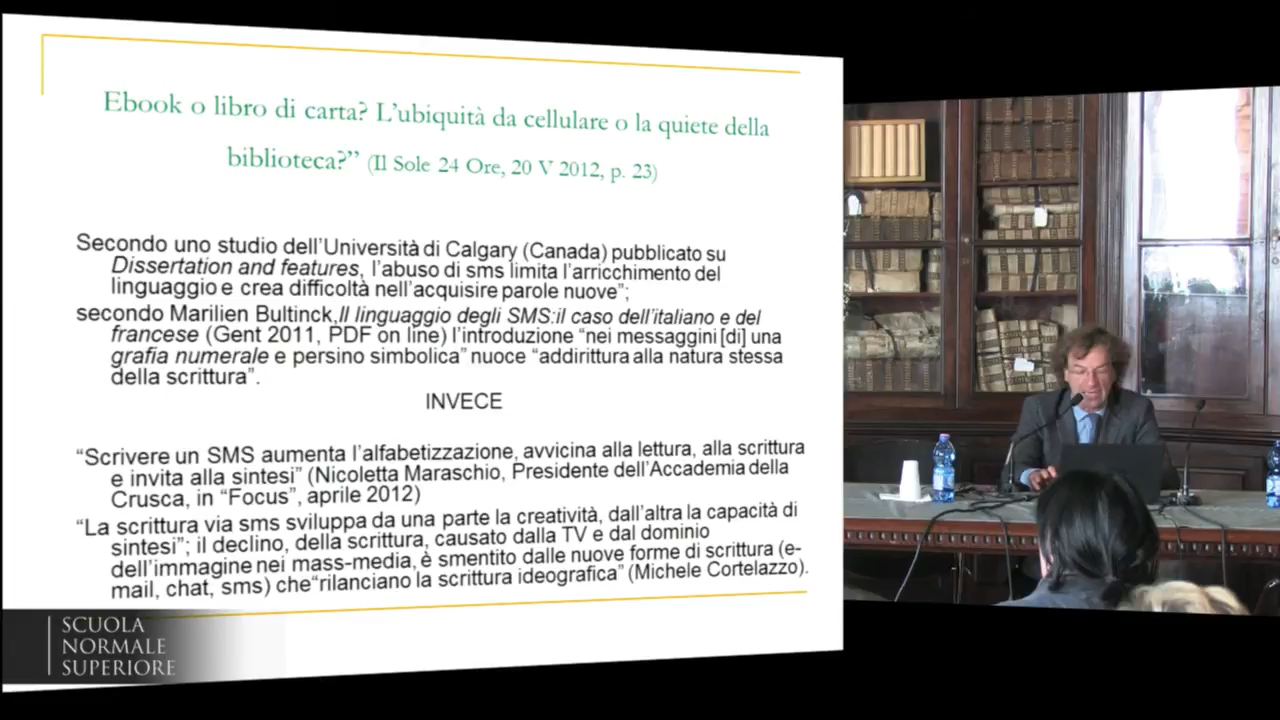 Ebook o libro di carta? L’ubiquità da cellulare o la quiete della
biblioteca?” (Il Sole 24 Ore, 20 V 2012, p. 23)
Secondo uno studio dell’Università di Calgary (Canada) pubblicato su
Dissertation and features, l’abuso di sms limita l’arricchimento del
linguaggio e crea difficoltà nell’acquisire parole nuove”;
secondo Marilien Bultinck,Il linguaggio degli SMS:il caso dell’italiano e del
francese (Gent 2011, PDF on line) l’introduzione “nei messaggini [di] una
grafia numerale e persino simbolica” nuoce “addirittura alla natura stessa
della scrittura”.
INVECE
“Scrivere un SMS aumenta l’alfabetizzazione, avvicina alla lettura, alla scrittura
e invita alla sintesi” (Nicoletta Maraschio, Presidente dell’Accademia della
Crusca, in “Focus”, aprile 2012)
“La scrittura via sms sviluppa da una parte la creatività, dall’altra la capacità di
sintesi”; il declino, della scrittura, causato dalla TV e dal dominio
dell’immagine nei mass-media, è smentito dalle nuove forme di scrittura (e-
mail, chat, sms) che“rilanciano la scrittura ideografica” (Michele Cortelazzo).
SCUOLA
NORMALE
SUPERIORE